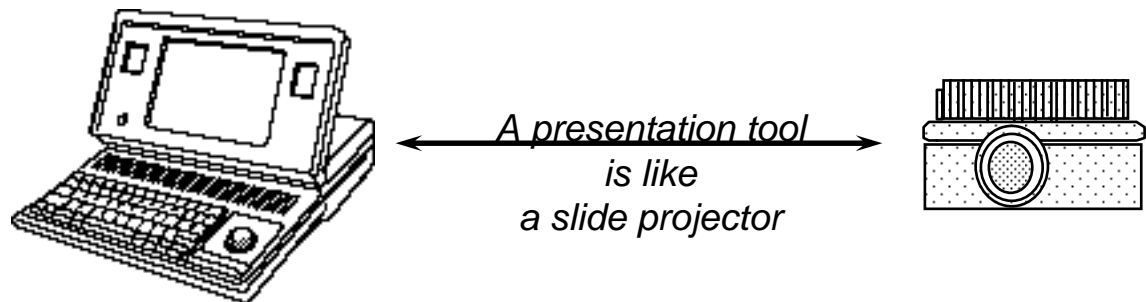 A presentation tool
is like
a slide projector